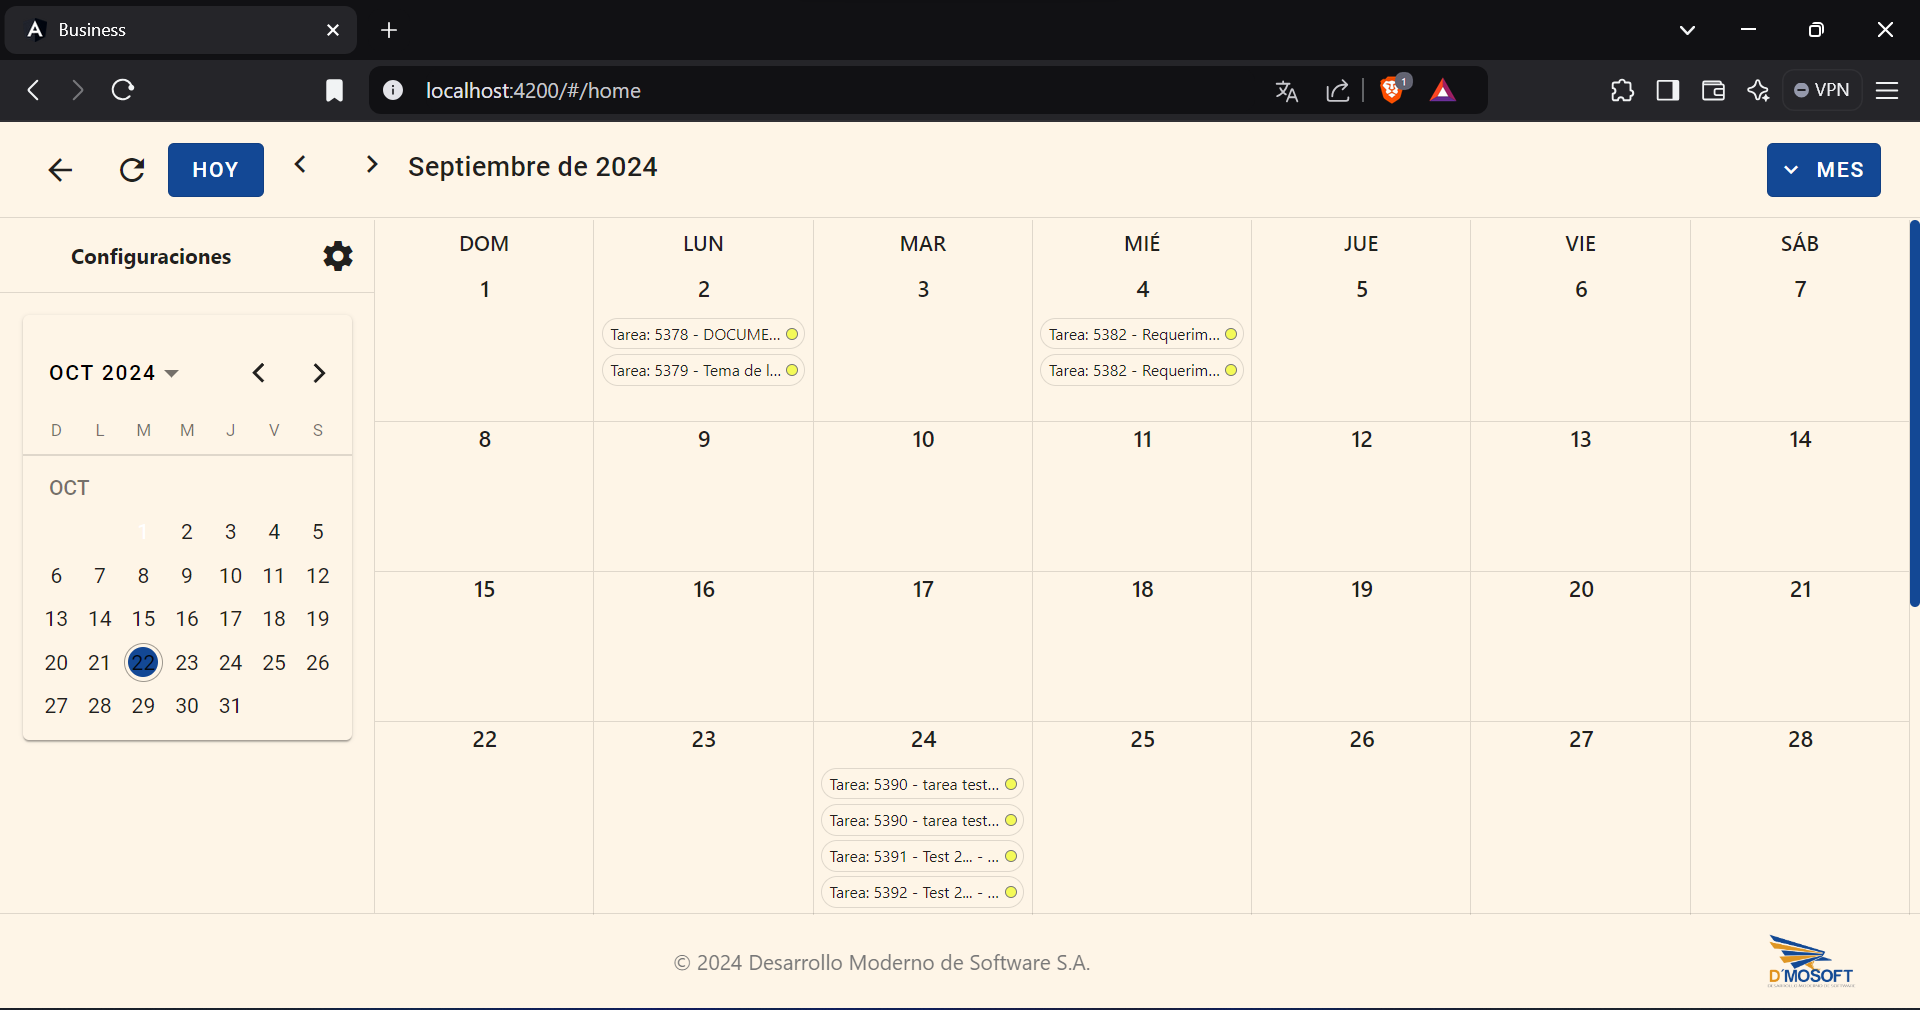 Business
localhost:4200/#/home
1
VPN
HOY
Septiembre de 2024
MES
Configuraciones
OCT 2024
D L M M J V S
OCT
1 2 3 4 5
6 7 8 9 10 11 12
13 14 15 16 17 18 19
20 21 22 23 24 25 26
27 28 29 30 31
DOM LUN MAR MIÉ JUE VIE SÁB
1 2 3 4 5 6 7
Tarea: 5378 - DOCUME...
Tarea: 5379 - Tema de l...
Tarea: 5382 - Requerim...
Tarea: 5382 - Requerim...
8 9 10 11 12 13 14
15 16 17 18 19 20 21
22 23 24 25 26 27 28
Tarea: 5390 - tarea test...
Tarea: 5390 - tarea test...
Tarea: 5391 - Test 2... - ...
Tarea: 5392 - Test 2... - ...
© 2024 Desarrollo Moderno de Software S.A.
D'MOSOFT